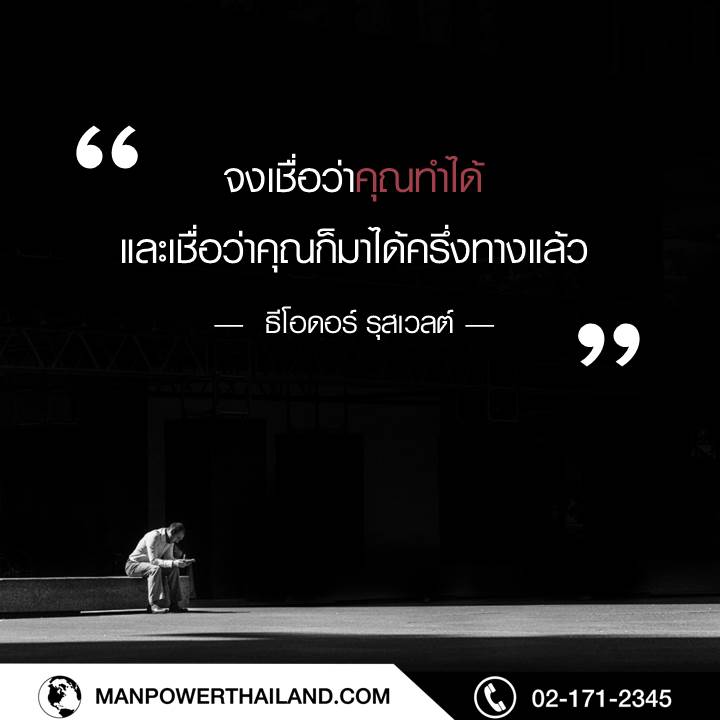 “
จงเชื่อว่าคุณทำได้
และเชื่อว่าคุณก็มาได้ครึ่งทางแล้ว
— ธีโอดอร์ รุสเวลต์ —
”
MANPOWERTHAILAND.COM
02-171-2345